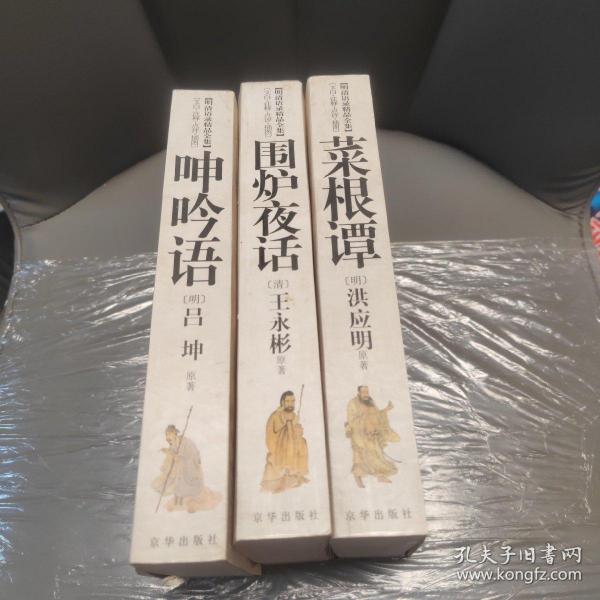 【明清语录精品全集】
呻吟语
〔明〕吕坤 原著
京华出版社
【明清语录精品全集】
围炉夜话
〔清〕王永彬 原著
京华出版社
【明清语录精品全集】
菜根谭
〔明〕洪应明 原著
京华出版社
孔夫子旧书网
www.kongfz.com